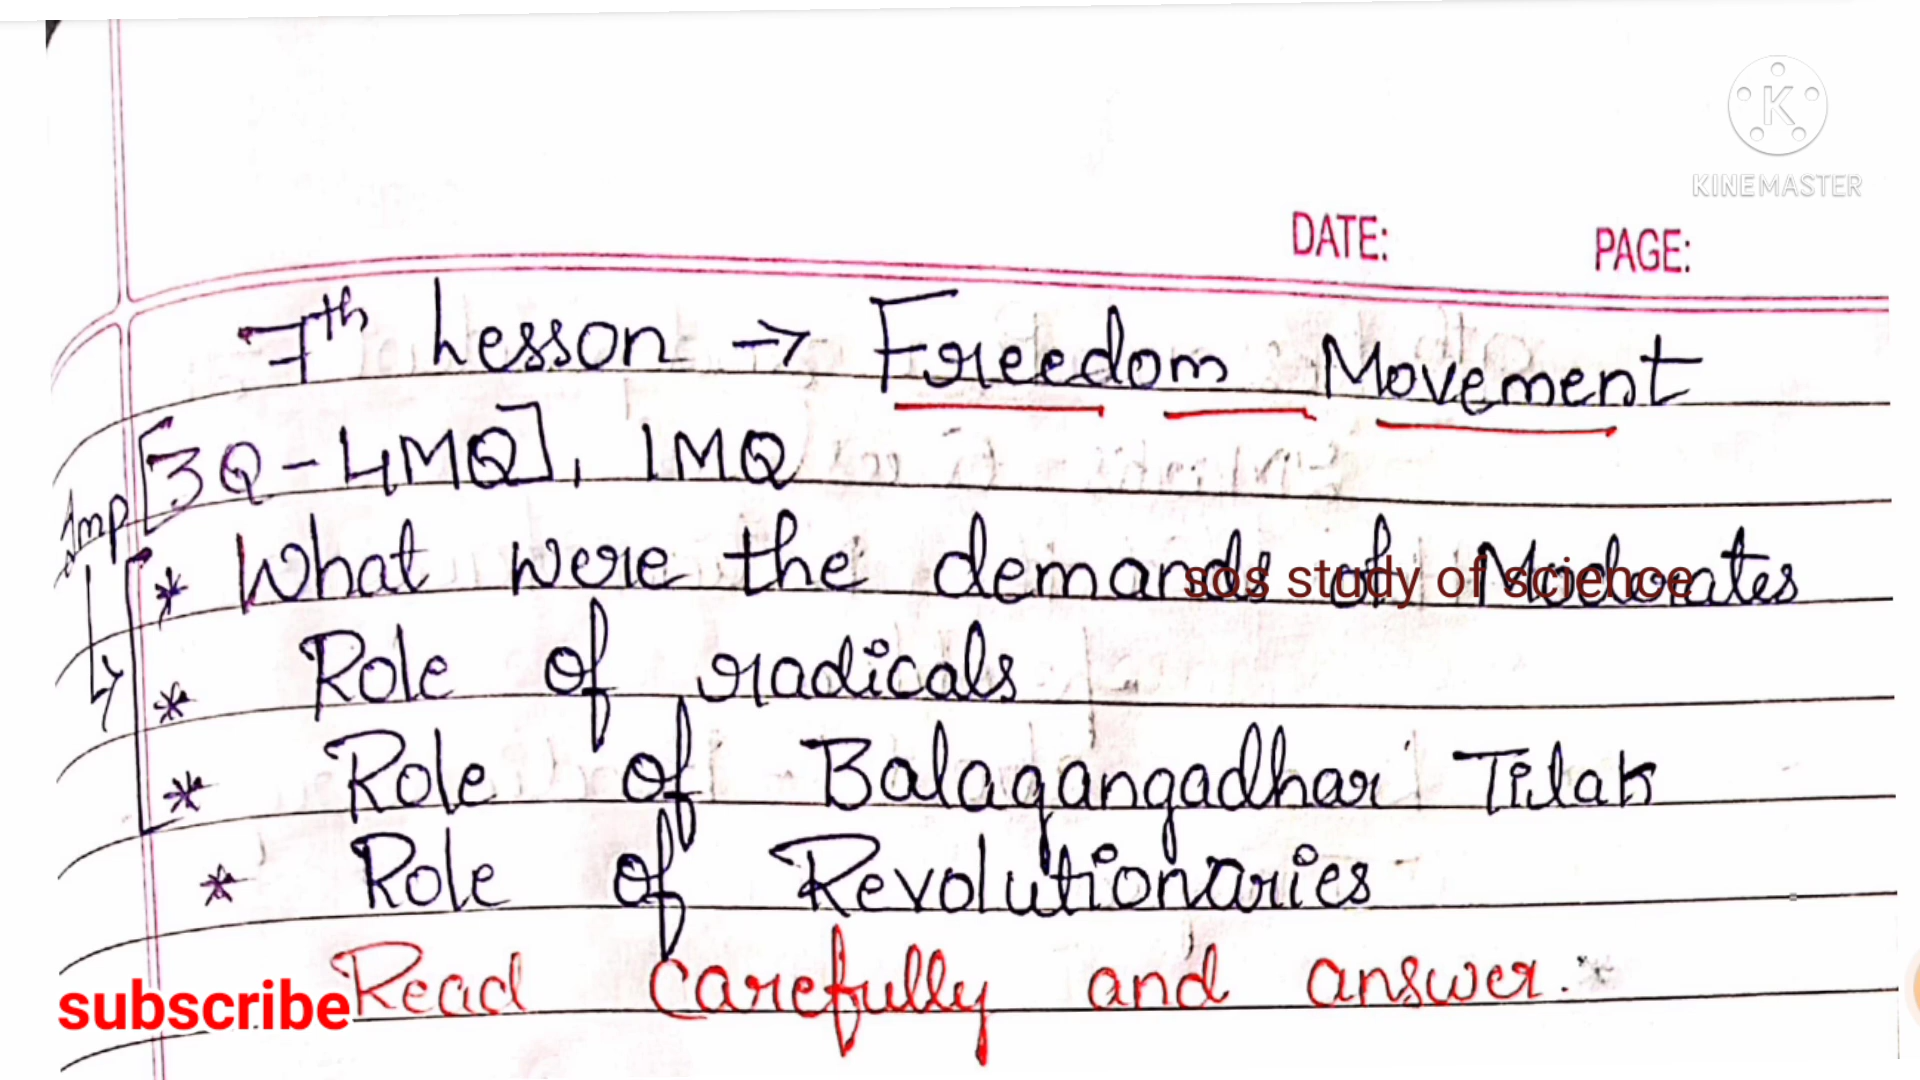 KINEMASTER
DATE: PAGE:
7th Lesson → Freedom Movement
[3Q - 4MQ], 1MQ
Imp
* What were the demands of Moderates
sos study of science
* Role of radicals
* Role of Balagangadhar Tilak
* Role of Revolutionaries
Read carefully and answer.
subscribe